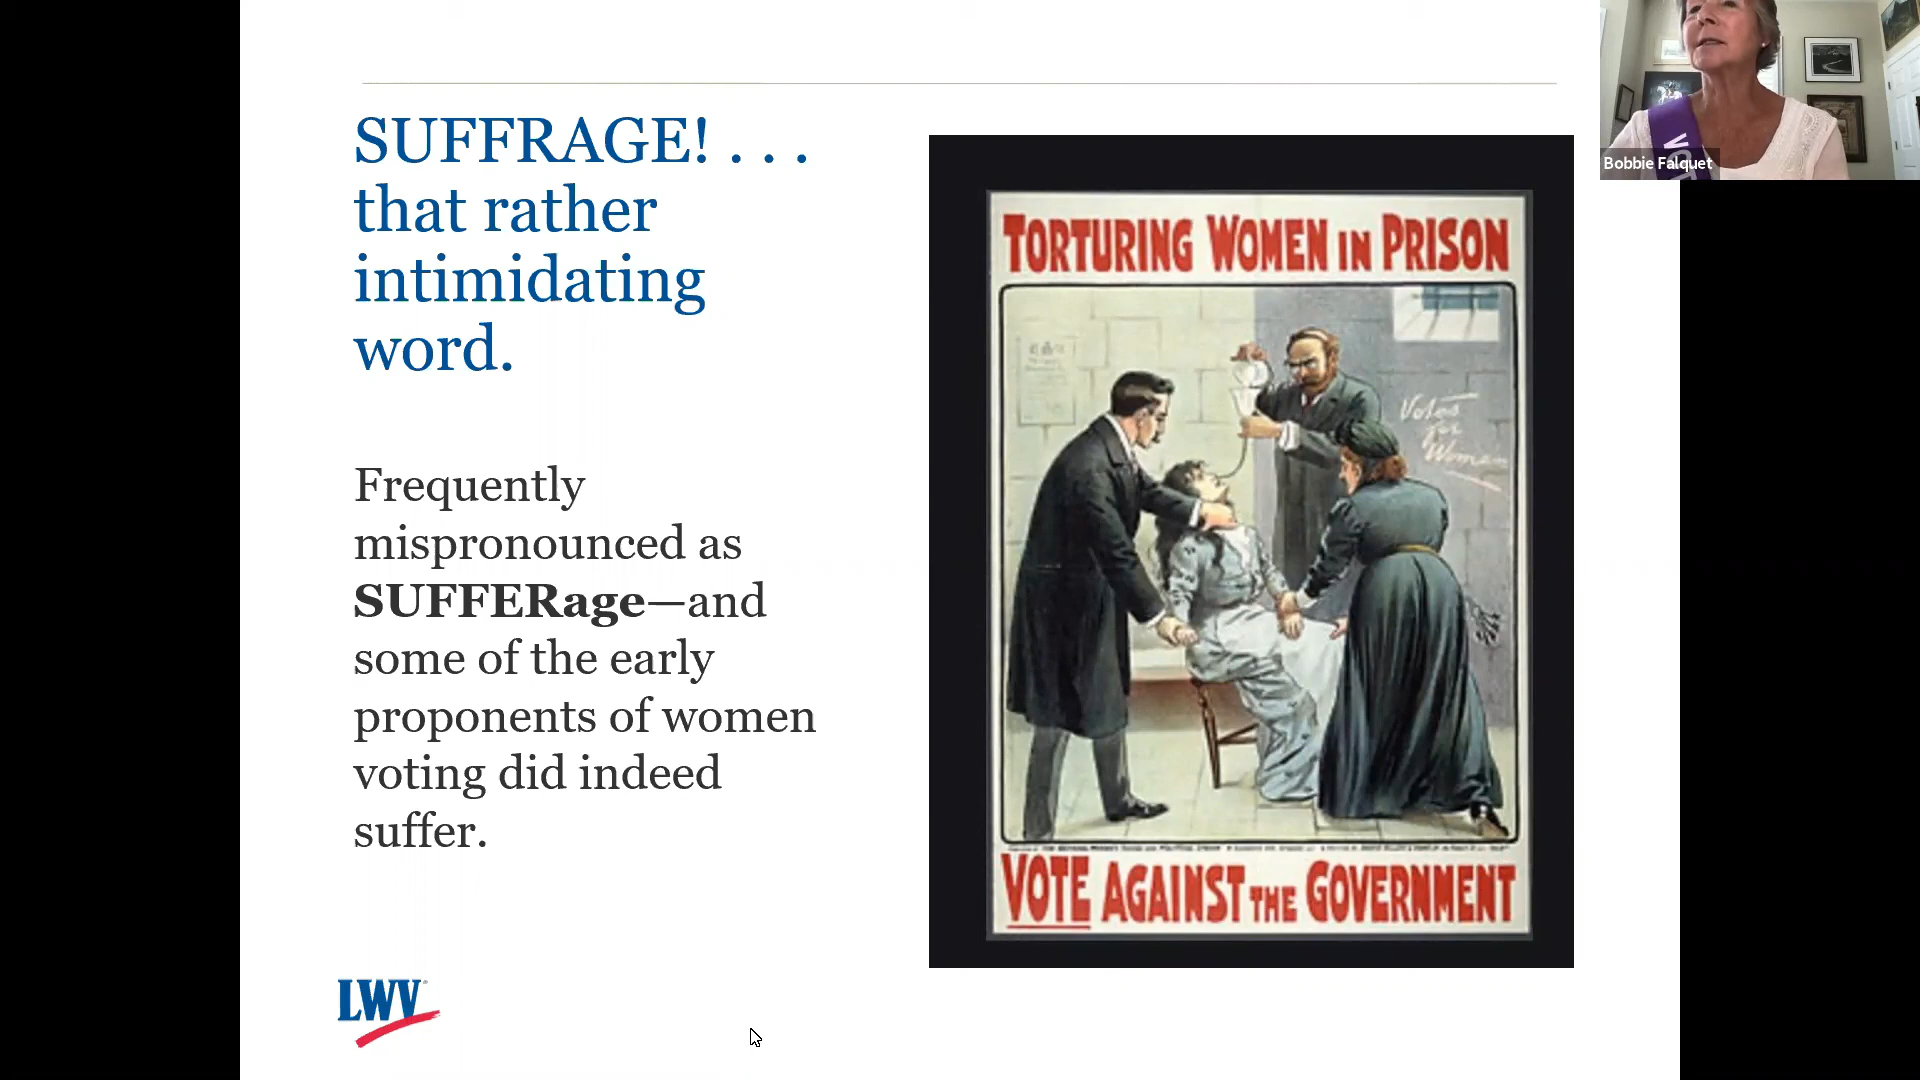 SUFFRAGE! . . .
that rather
intimidating
word.
Frequently
mispronounced as
SUFFERage—and
some of the early
proponents of women
voting did indeed
suffer.
LWV
TORTURING WOMEN IN PRISON
Votes
for
Women
VOTE AGAINST THE GOVERNMENT
VOTE
Bobbie Falquet